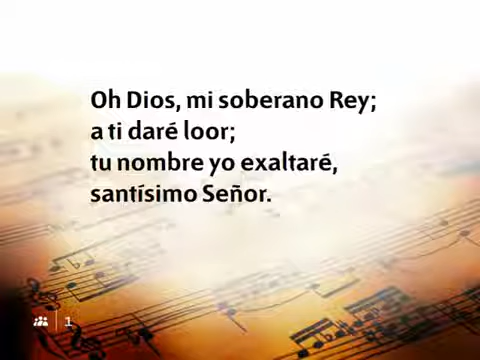 Oh Dios, mi soberano Rey;
a ti daré loor;
tu nombre yo exaltaré,
santísimo Señor.
1